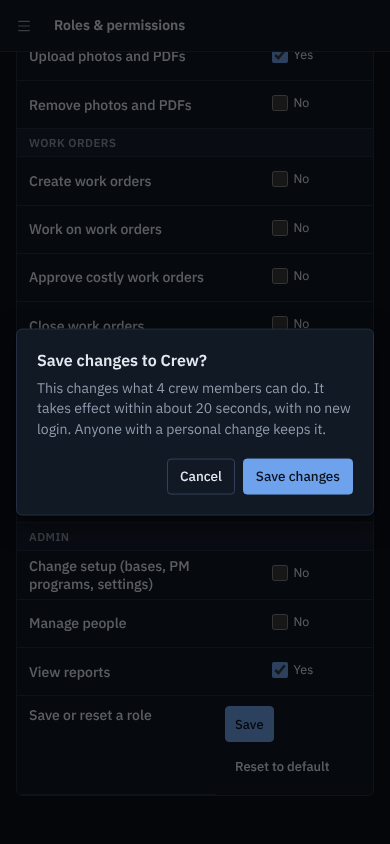 Roles & permissions
Upload photos and PDFs Yes
Remove photos and PDFs No
WORK ORDERS
Create work orders No
Work on work orders No
Approve costly work orders No
Close work orders No
Save changes to Crew?
This changes what 4 crew members can do. It
takes effect within about 20 seconds, with no new
login. Anyone with a personal change keeps it.
Cancel Save changes
ADMIN
Change setup (bases, PM
programs, settings) No
Manage people No
View reports Yes
Save or reset a role Save
Reset to default